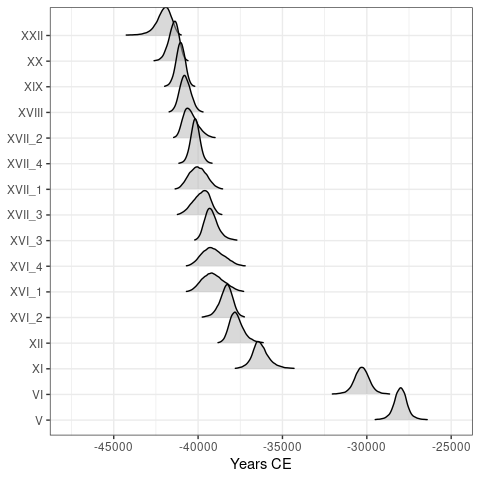 XXII
XX
XIX
XVIII
XVII_2
XVII_4
XVII_1
XVII_3
XVI_3
XVI_4
XVI_1
XVI_2
XII
XI
VI
V
-45000 -40000 -35000 -30000 -25000
Years CE